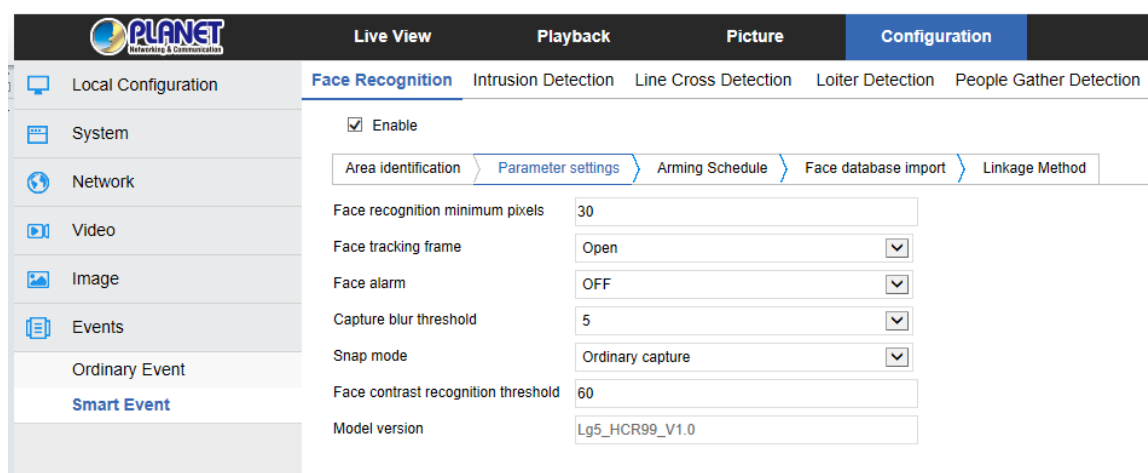 PLANET
Networking & Communication
Live View Playback Picture Configuration
Local Configuration
System
Network
Video
Image
Events
Ordinary Event
Smart Event
Face Recognition Intrusion Detection Line Cross Detection Loiter Detection People Gather Detection
Enable
Area identification Parameter settings Arming Schedule Face database import Linkage Method
Face recognition minimum pixels 30
Face tracking frame Open
Face alarm OFF
Capture blur threshold 5
Snap mode Ordinary capture
Face contrast recognition threshold 60
Model version Lg5_HCR99_V1.0